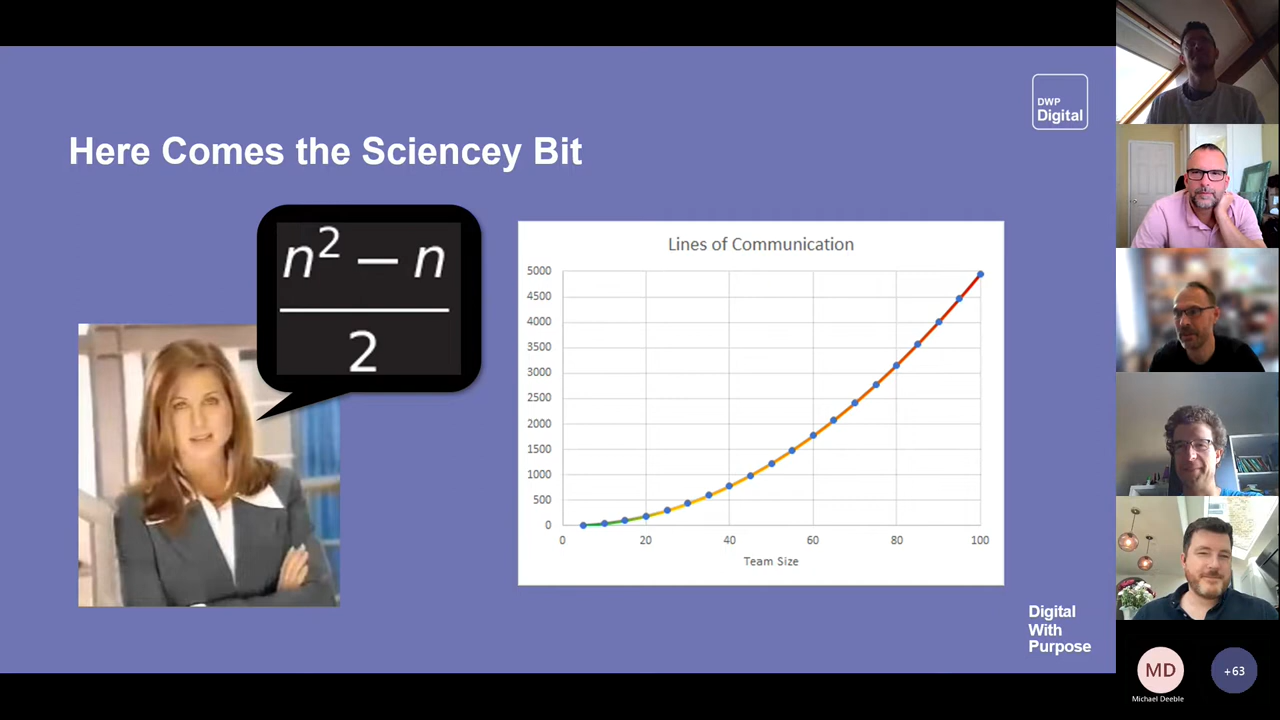 DWP
Digital
Here Comes the Sciencey Bit
n² – n
2
Lines of Communication
5000
4500
4000
3500
3000
2500
2000
1500
1000
500
0
0 20 40 60 80 100
Team Size
Digital
With
Purpose
MD
+63
Michael Deeble